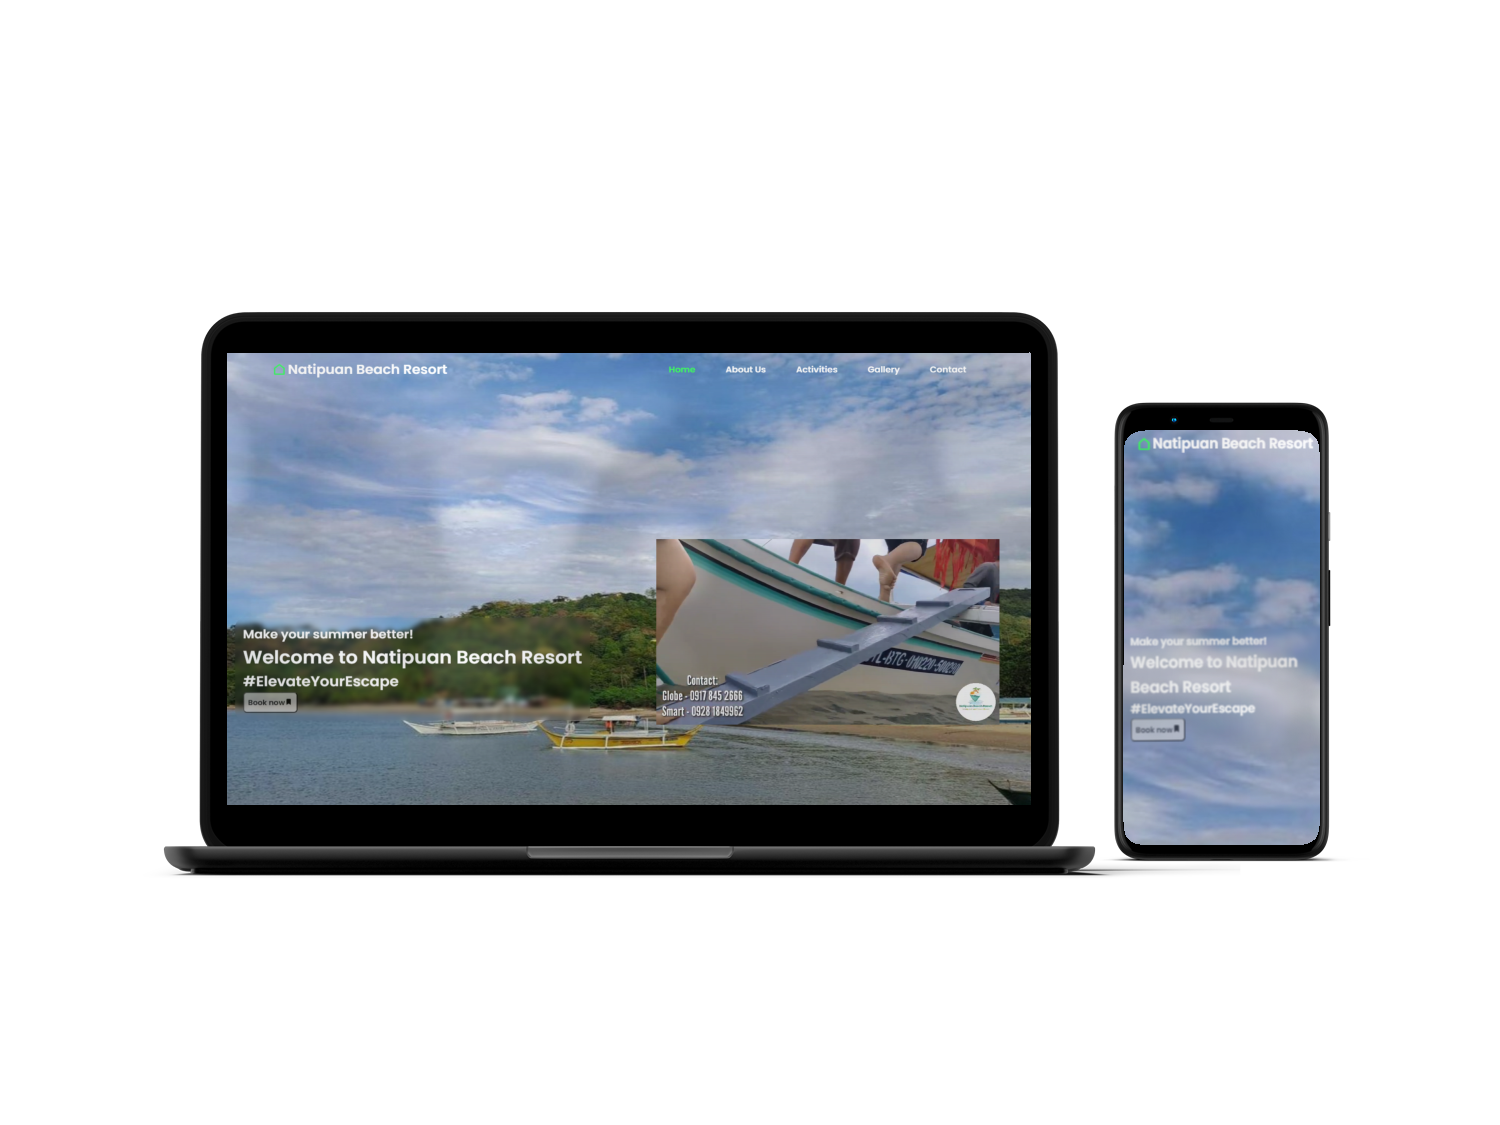 Natipuan Beach Resort
Home About Us Activities Gallery Contact
Make your summer better!
Welcome to Natipuan Beach Resort
#ElevateYourEscape
Book now
Contact:
Globe - 0917 845 2666
Smart - 0928 1849962
Natipuan Beach Resort
Make your summer better!
Welcome to Natipuan
Beach Resort
#ElevateYourEscape
Book now